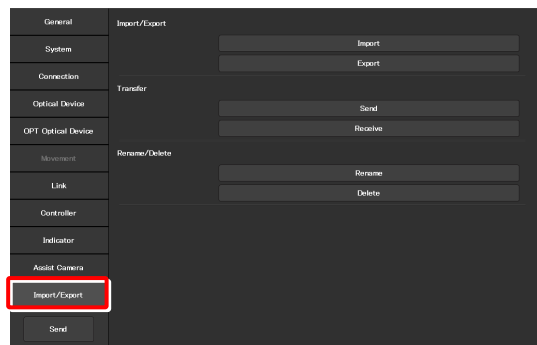 General
System
Connection
Optical Device
OPT Optical Device
Movement
Link
Controller
Indicator
Assist Camera
Import/Export
Send
Import/Export
Import
Export
Transfer
Send
Receive
Rename/Delete
Rename
Delete